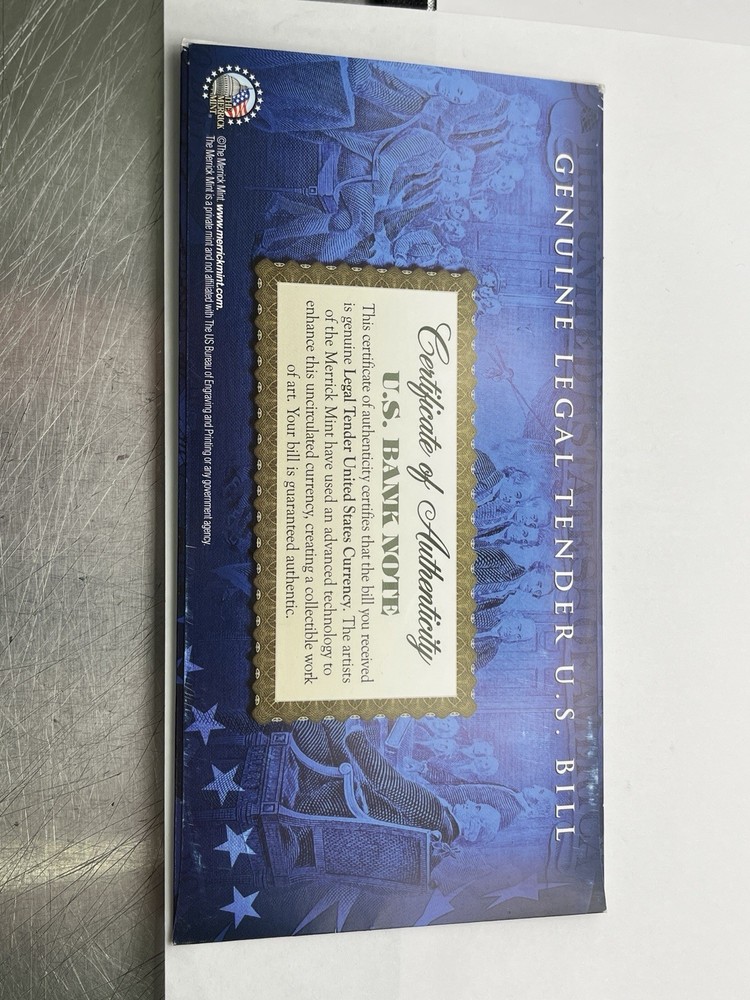 GENUINE LEGAL TENDER U.S. BILL
Certificate of Authenticity
U.S. BANK NOTE
This certificate of authenticity certifies that the bill you received
is genuine Legal Tender United States Currency. The artists
of the Merrick Mint have used an advanced technology to
enhance this uncirculated currency, creating a collectible work
of art. Your bill is guaranteed authentic.
THE
MERRICK
MINT
©The Merrick Mint www.merrickmint.com.
The Merrick Mint is a private mint and not affiliated with The US Bureau of Engraving and Printing or any government agency.